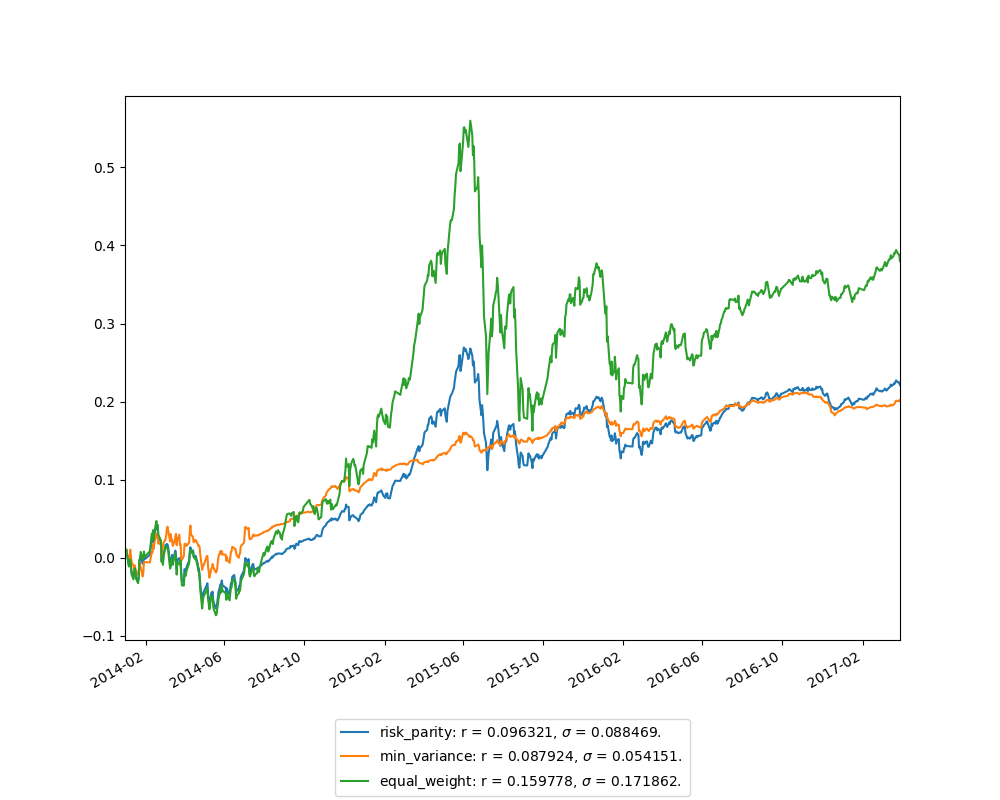 0.5
0.4
0.3
0.2
0.1
0.0
−0.1
2014-02 2014-06 2014-10 2015-02 2015-06 2015-10 2016-02 2016-06 2016-10 2017-02
risk_parity: r = 0.096321, σ = 0.088469.
min_variance: r = 0.087924, σ = 0.054151.
equal_weight: r = 0.159778, σ = 0.171862.